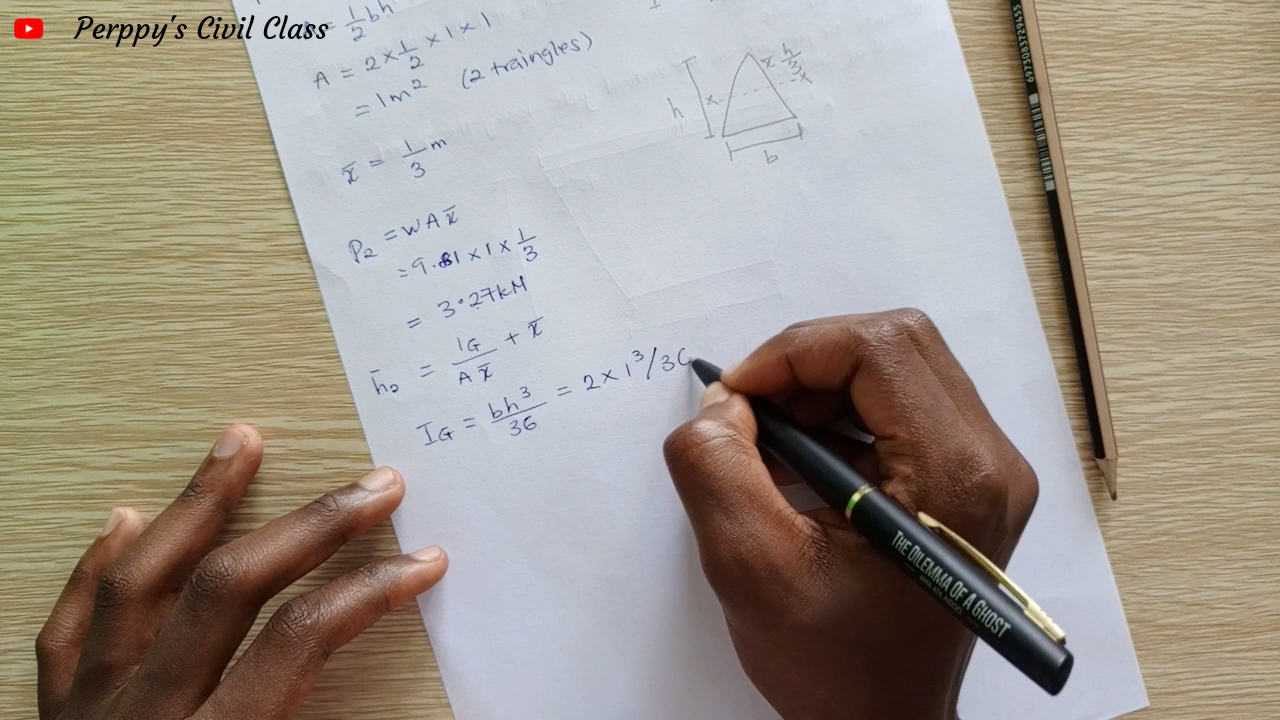 Perppy's Civil Class
= 1/2 bh
A = 2 × 1/2 × 1 × 1
= 1m² (2 traingles)
x̄ = 1/3 m
P₂ = WAx̄
= 9.81 × 1 × 1/3
= 3.27kN
h̄₂ = IG/Ax̄ + x̄
IG = bh³/36 = 2 × 1³/36
h
x
x̄
h/3
x
b
THE DILEMMA OF A GHOST
6973083729455